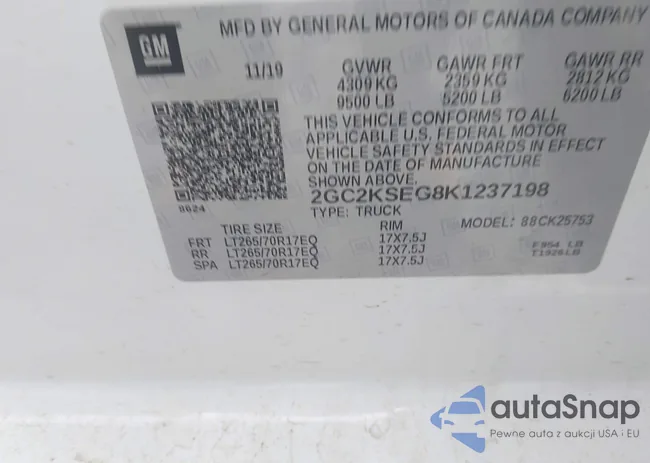 GM
MFD BY GENERAL MOTORS OF CANADA COMPANY
11/19 GVWR GAWR FRT GAWR RR
4309 KG 2359 KG 2812 KG
9500 LB 5200 LB 6200 LB
THIS VEHICLE CONFORMS TO ALL
APPLICABLE U.S. FEDERAL MOTOR
VEHICLE SAFETY STANDARDS IN EFFECT
ON THE DATE OF MANUFACTURE
SHOWN ABOVE.
8624
2GC2KSEG8K1237198
TYPE: TRUCK MODEL: 88CK25753
TIRE SIZE RIM
FRT LT265/70R17EQ 17X7.5J
RR LT265/70R17EQ 17X7.5J
SPA LT265/70R17EQ 17X7.5J
F954 LB
T1926LB
autaSnap
Pewne auta z aukcji USA i EU